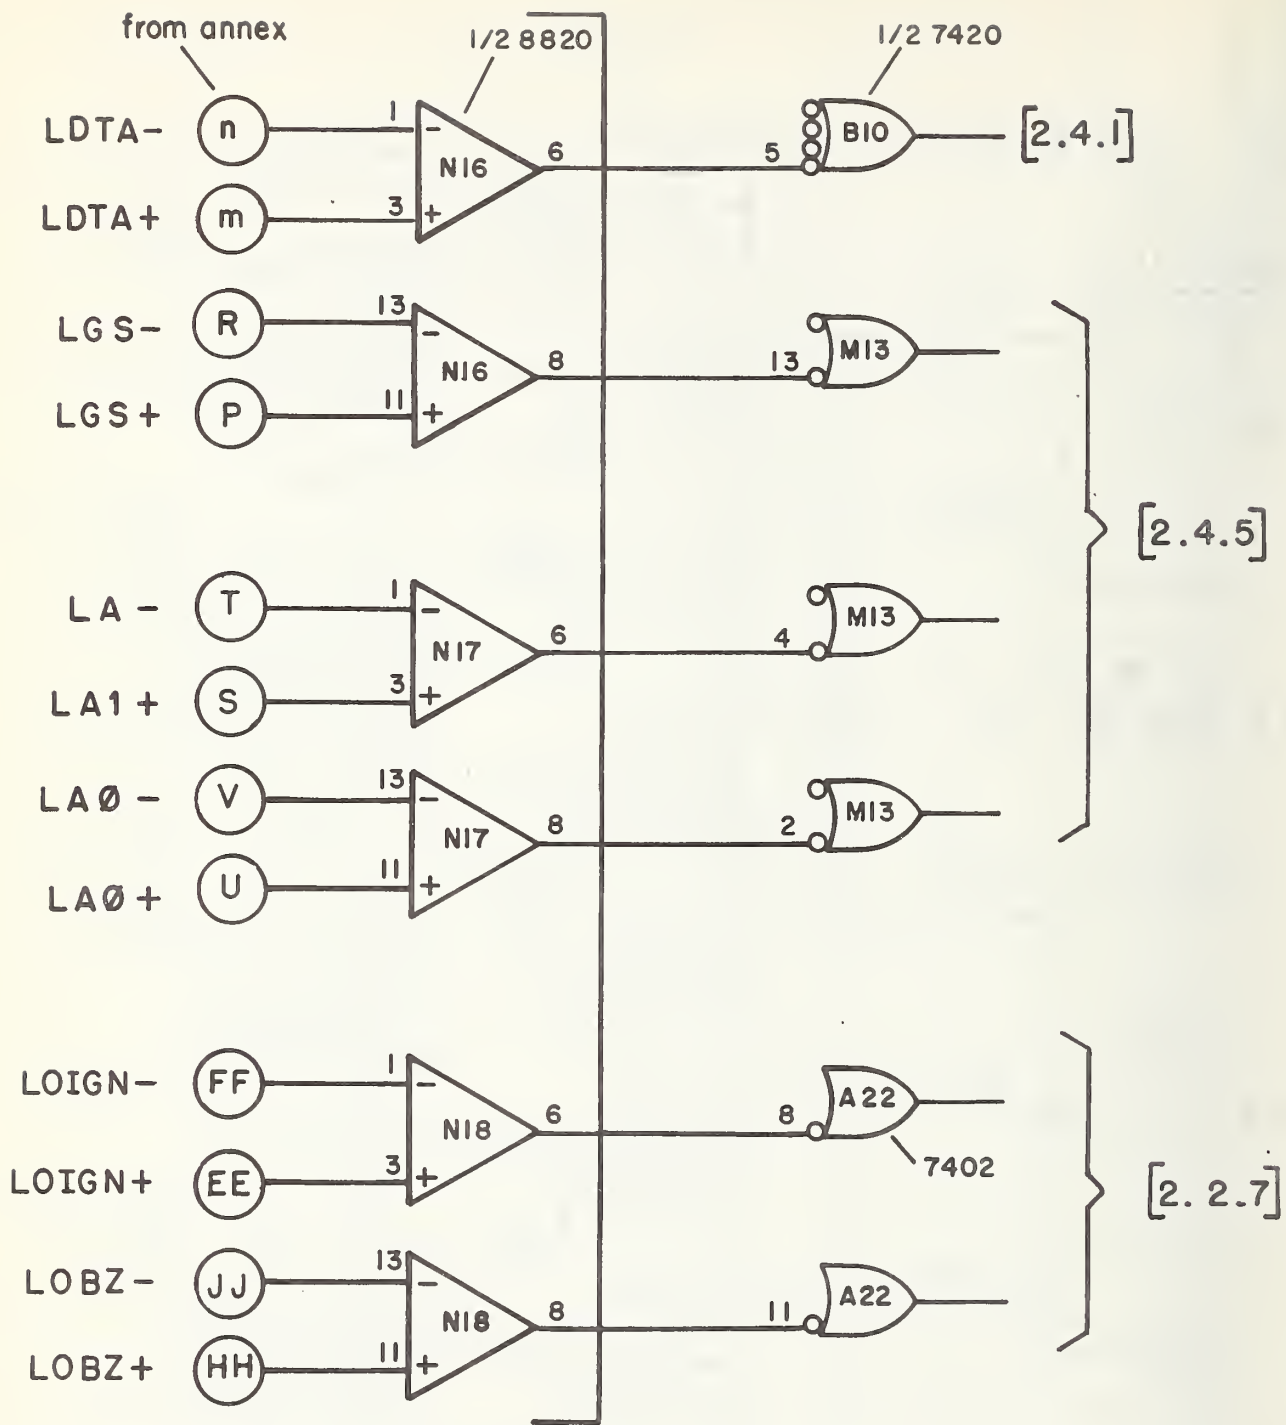 from annex
1/2 8820
1/2 7420
LDTA- n 1 - N16 6 5 B10 [2.4.1]
LDTA+ m 3 +
LGS- R 13 - N16 8 13 M13
LGS+ P 11 +
[2.4.5]
LA - T 1 - N17 6 4 M13
LA1+ S 3 +
LAØ- V 13 - N17 8 2 M13
LAØ+ U 11 +
LOIGN- FF 1 - N18 6 8 A22
7402
LOIGN+ EE 3 +
[2.2.7]
LOBZ- JJ 13 - N18 8 11 A22
LOBZ+ HH 11 +